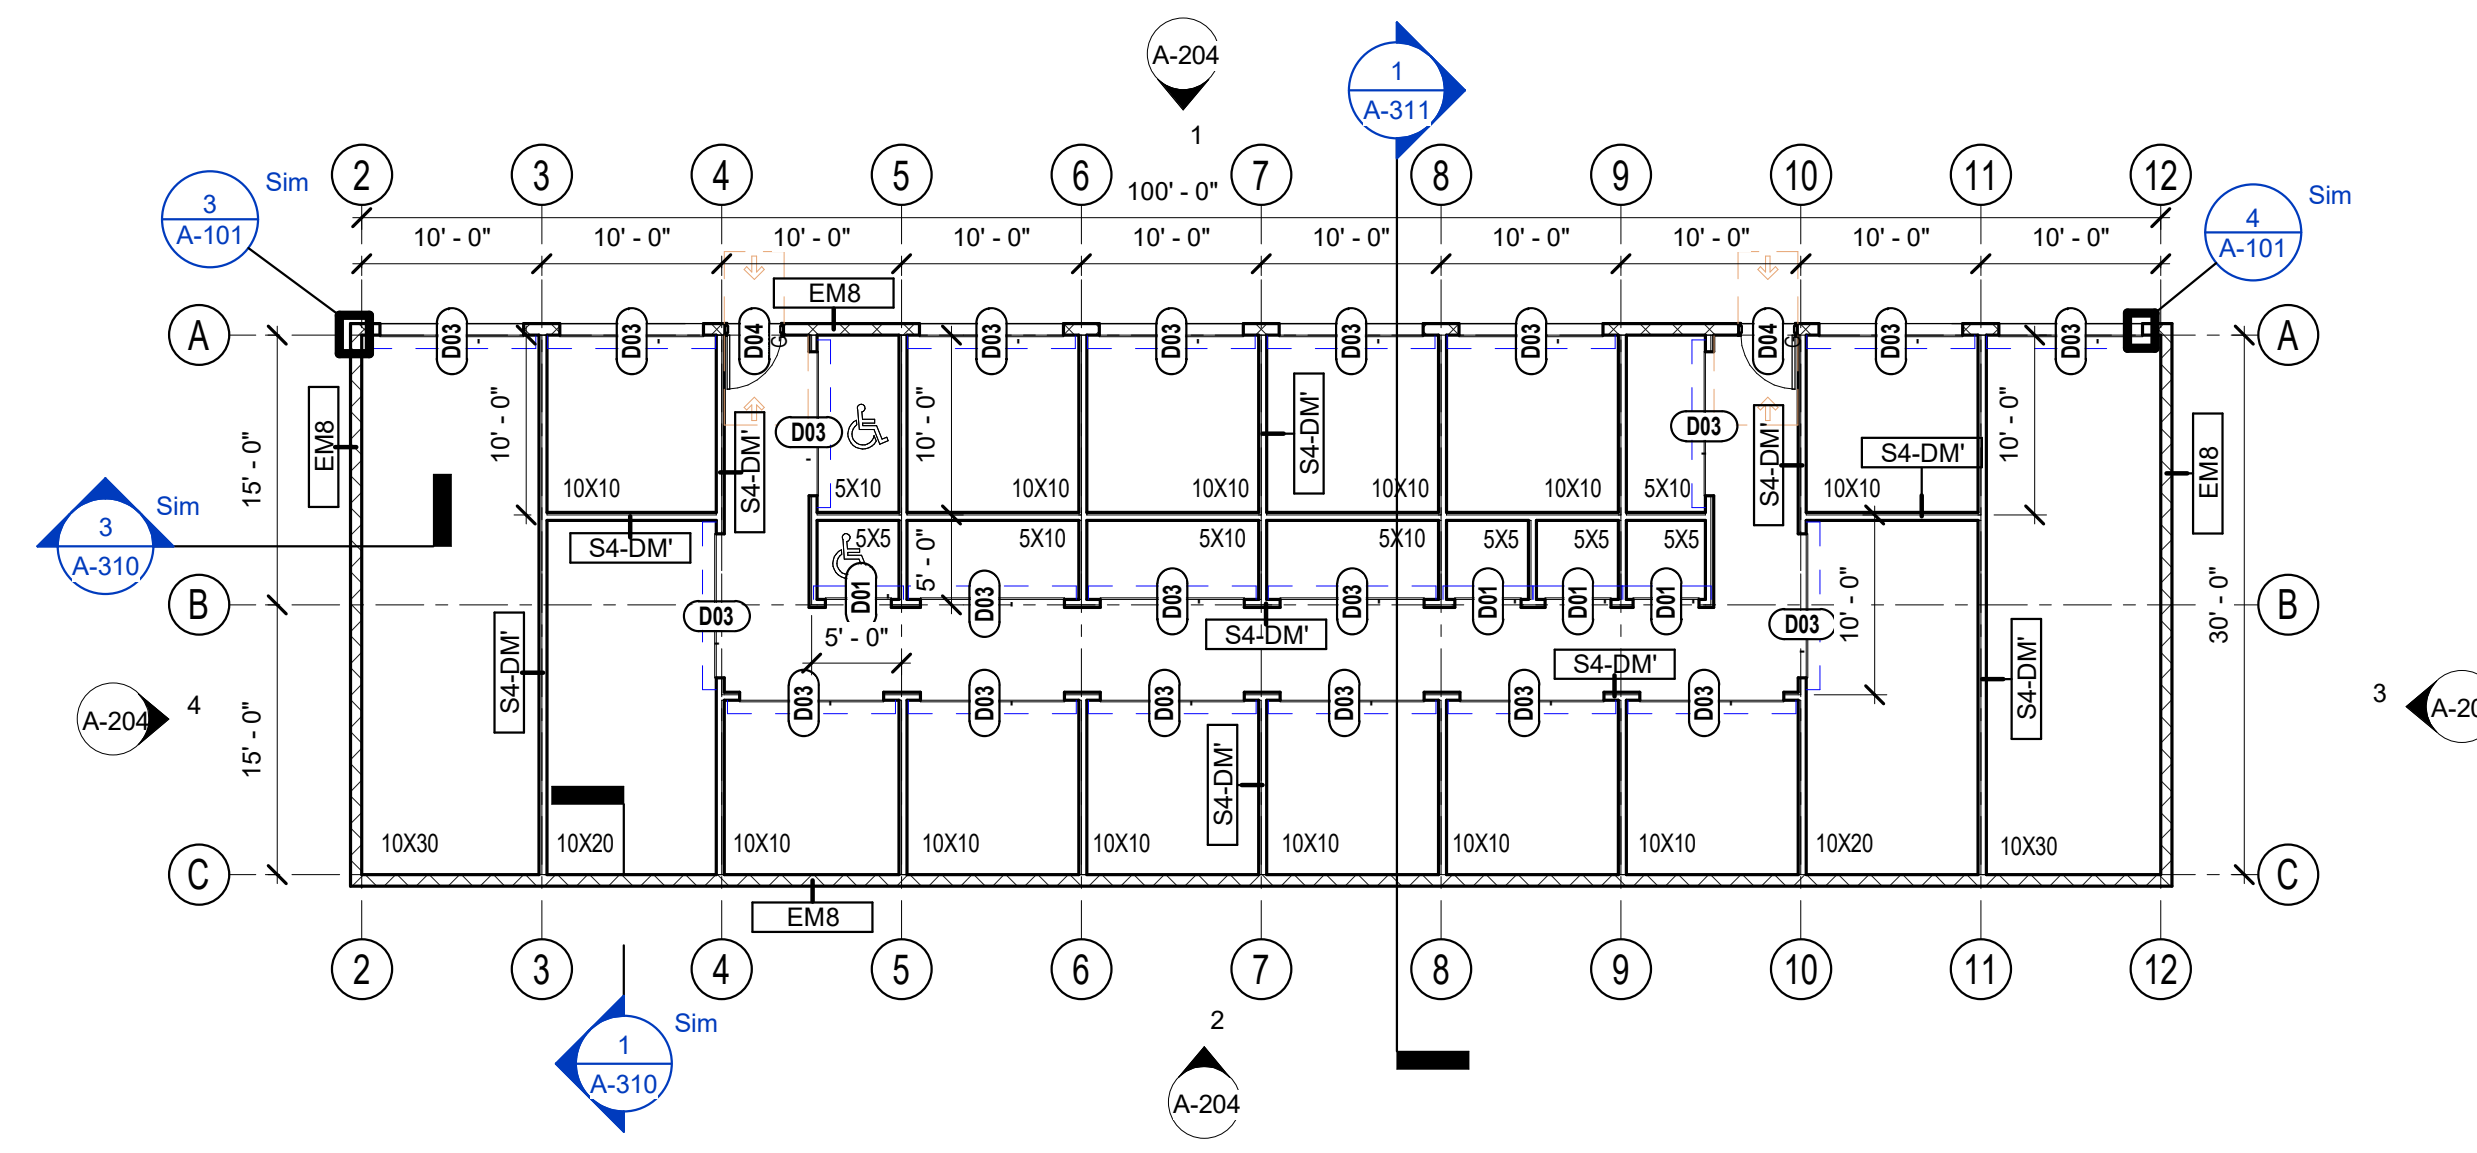 A-204
1
1
A-311
3
A-101
Sim
2 3 4 5 6 7 8 9 10 11 12
Sim
4
A-101
100' - 0"
10' - 0" 10' - 0" 10' - 0" 10' - 0" 10' - 0" 10' - 0" 10' - 0" 10' - 0" 10' - 0" 10' - 0"
EM8
A D03 D03 D04 D03 D03 D03 D03 D04 D03 D03 A
G G
EM8 15' - 0" 10' - 0" S4-DM' D03 10' - 0" S4-DM' D03 S4-DM' S4-DM' 10' - 0" EM8
10X10 5X10 10X10 10X10 10X10 10X10 5X10 10X10
3
A-310
Sim
S4-DM' 5X5 5' - 0" 5X10 5X10 5X10 5X5 5X5 5X5
B D03 D01 D03 D03 D03 D01 D01 D01 D03 10' - 0" 30' - 0" B
5' - 0" S4-DM' S4-DM'
S4-DM' S4-DM'
A-204 4 15' - 0" D03 D03 D03 D03 D03 D03 3 A-20
S4-DM'
10X30 10X20 10X10 10X10 10X10 10X10 10X10 10X10 10X20 10X30
C C
EM8
2 3 4 5 6 7 8 9 10 11 12
1
A-310
Sim
2
A-204